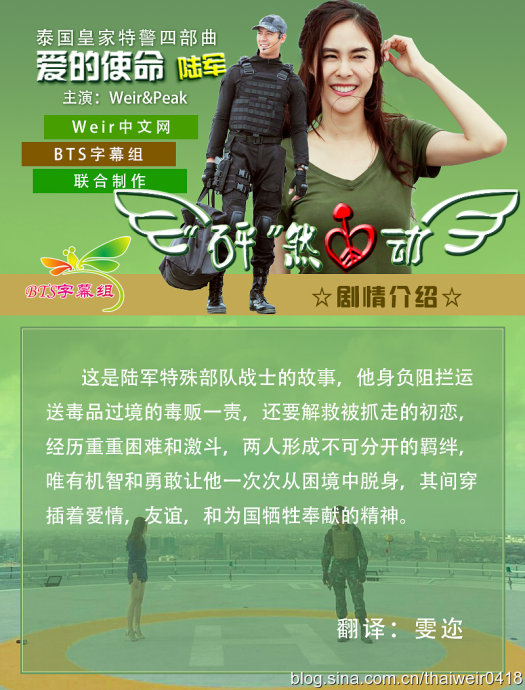 泰国皇家特警四部曲
爱的使命 陆军
主演：Weir&Peak
Weir中文网
BTS字幕组
联合制作
“砰”然心动
BTS字幕组
☆剧情介绍☆
这是陆军特殊部队战士的故事，他身负阻拦运
送毒品过境的毒贩一责，还要解救被抓走的初恋，
经历重重困难和激斗，两人形成不可分开的羁绊，
唯有机智和勇敢让他一次次从困境中脱身，其间穿
插着爱情，友谊，和为国牺牲奉献的精神。
翻译：雯迩
blog.sina.com.cn/thaiweir0418